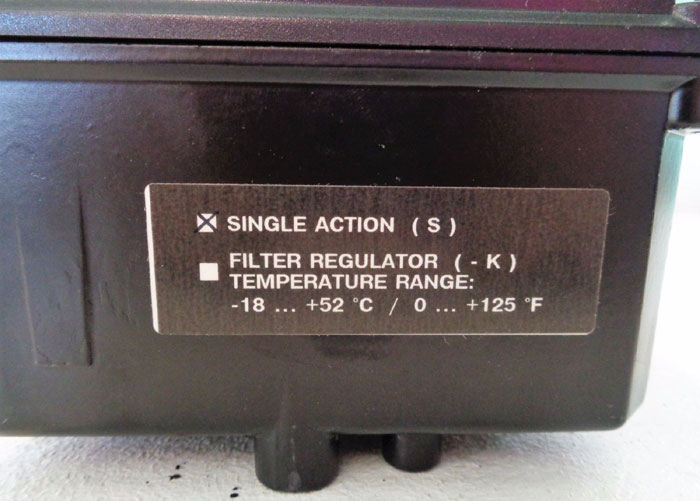 ☒ SINGLE ACTION ( S )
☐ FILTER REGULATOR ( - K )
TEMPERATURE RANGE:
-18 ... +52 °C / 0 ... +125 °F